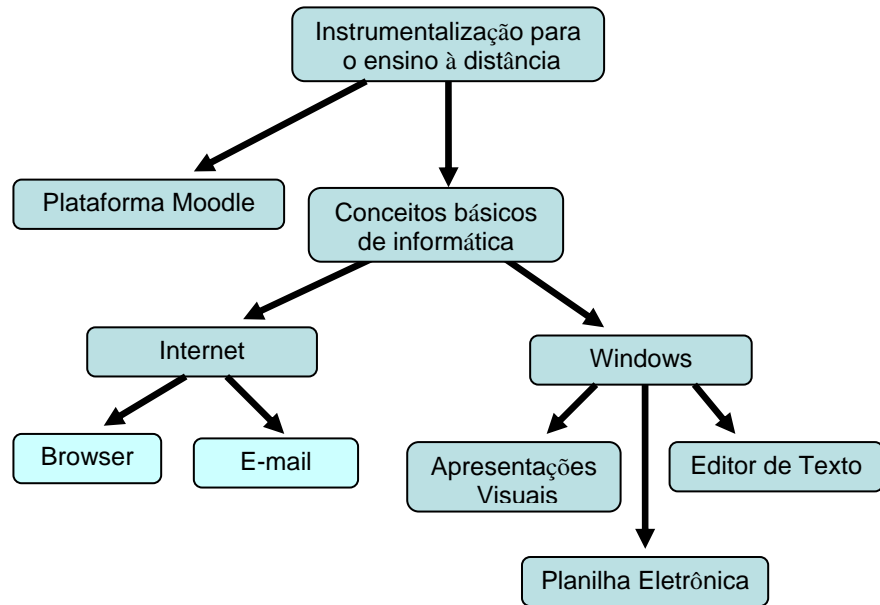 Instrumentalização para
o ensino à distância
Plataforma Moodle
Conceitos básicos
de informática
Internet
Windows
Browser
E-mail
Apresentações
Visuais
Editor de Texto
Planilha Eletrônica